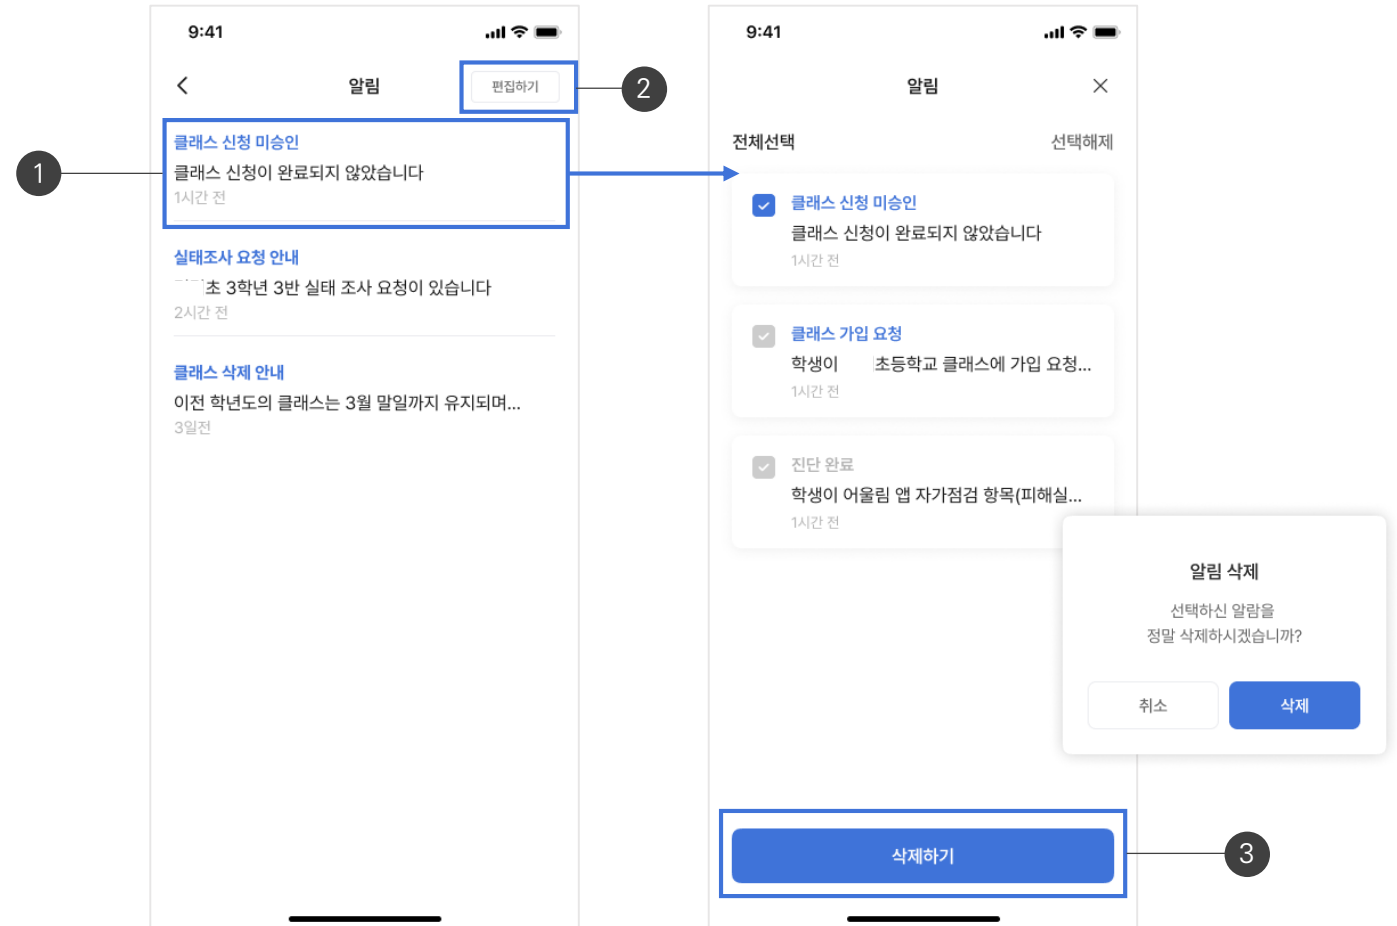 9:41
알림
편집하기
2
1
클래스 신청 미승인
클래스 신청이 완료되지 않았습니다
1시간 전
실태조사 요청 안내
초 3학년 3반 실태 조사 요청이 있습니다
2시간 전
클래스 삭제 안내
이전 학년도의 클래스는 3월 말일까지 유지되며...
3일전
9:41
알림
전체선택
선택해제
클래스 신청 미승인
클래스 신청이 완료되지 않았습니다
1시간 전
클래스 가입 요청
학생이 초등학교 클래스에 가입 요청...
1시간 전
진단 완료
학생이 어울림 앱 자가점검 항목(피해실...
1시간 전
알림 삭제
선택하신 알람을
정말 삭제하시겠습니까?
취소
삭제
삭제하기
3